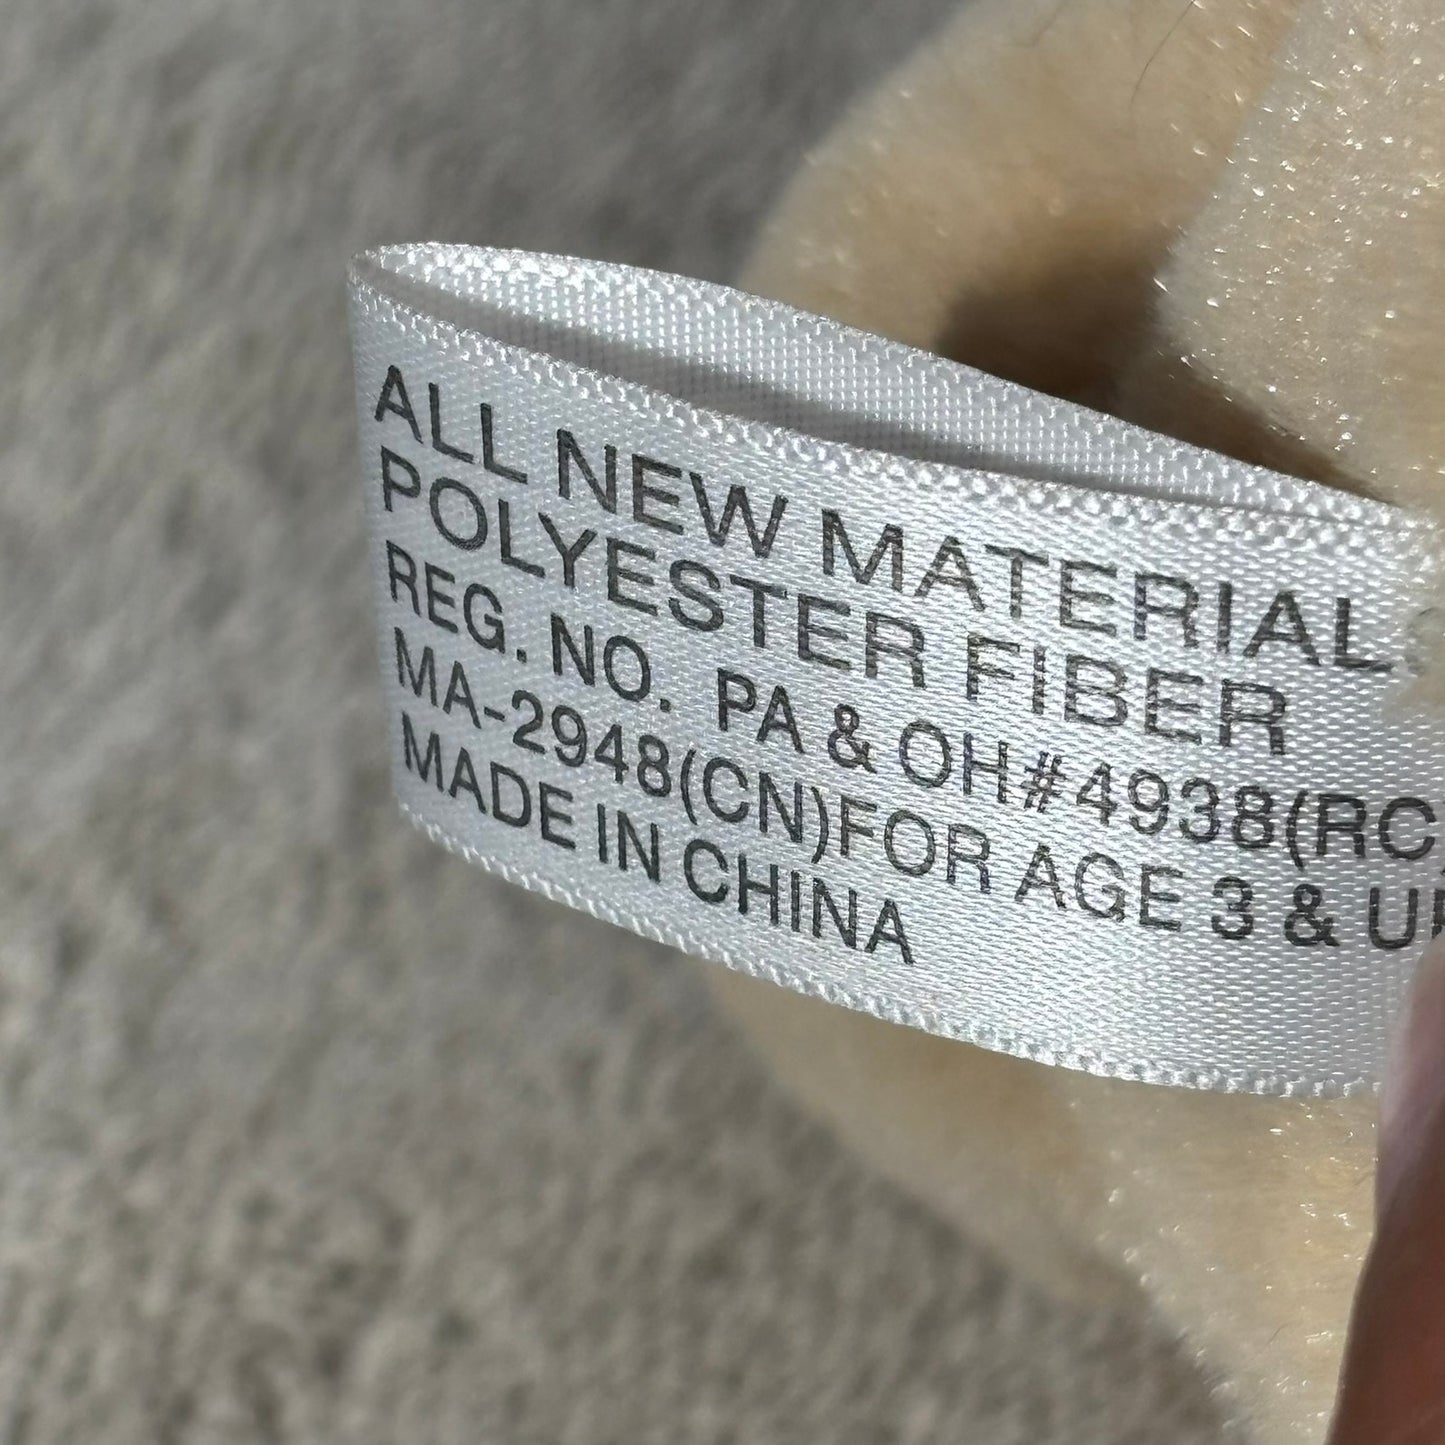 ALL NEW MATERIAL
POLYESTER FIBER
REG. NO. PA & OH#4938(RC)
MA-2948(CN)FOR AGE 3 &
MADE IN CHINA